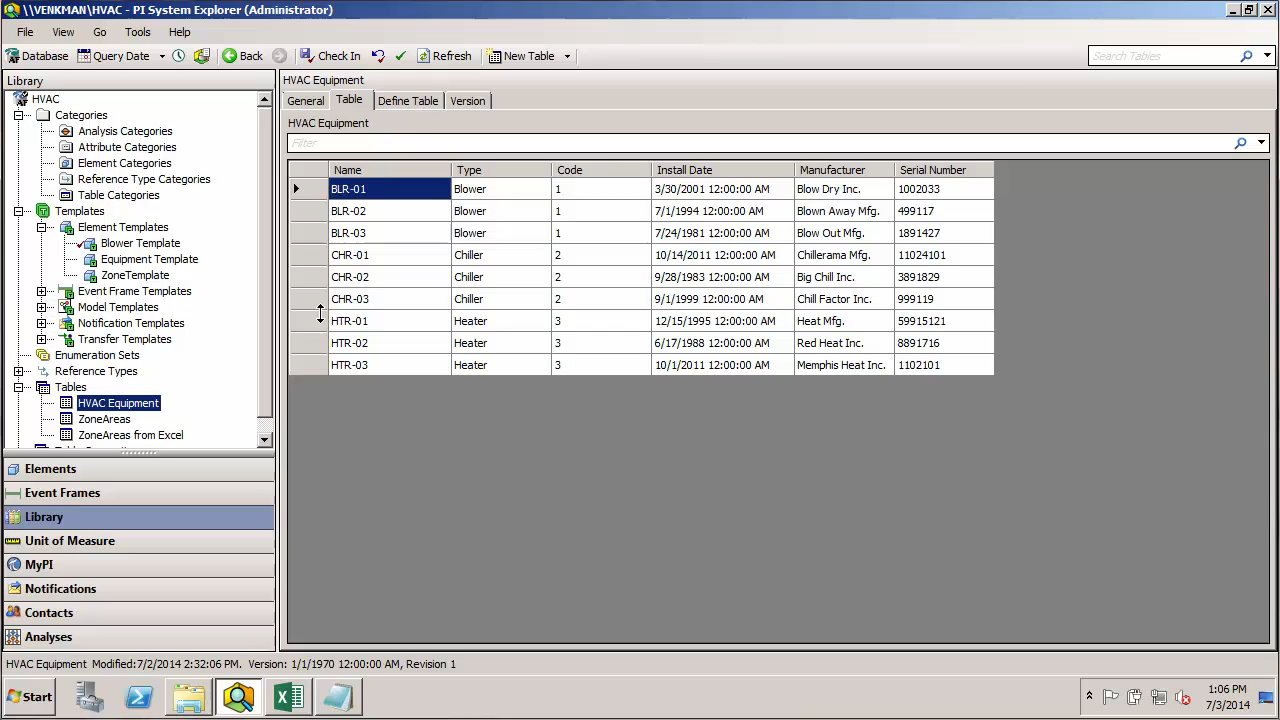 \\VENKMAN\HVAC - PI System Explorer (Administrator)
File View Go Tools Help
Database Query Date Back Check In Refresh New Table Search Tables
Library
HVAC
Categories
Analysis Categories
Attribute Categories
Element Categories
Reference Type Categories
Table Categories
Templates
Element Templates
Blower Template
Equipment Template
ZoneTemplate
Event Frame Templates
Model Templates
Notification Templates
Transfer Templates
Enumeration Sets
Reference Types
Tables
HVAC Equipment
ZoneAreas
ZoneAreas from Excel
Elements
Event Frames
Library
Unit of Measure
MyPI
Notifications
Contacts
Analyses
HVAC Equipment
General Table Define Table Version
HVAC Equipment
Filter
Name Type Code Install Date Manufacturer Serial Number
BLR-01 Blower 1 3/30/2001 12:00:00 AM Blow Dry Inc. 1002033
BLR-02 Blower 1 7/1/1994 12:00:00 AM Blown Away Mfg. 499117
BLR-03 Blower 1 7/24/1981 12:00:00 AM Blow Out Mfg. 1891427
CHR-01 Chiller 2 10/14/2011 12:00:00 AM Chillerama Mfg. 11024101
CHR-02 Chiller 2 9/28/1983 12:00:00 AM Big Chill Inc. 3891829
CHR-03 Chiller 2 9/1/1999 12:00:00 AM Chill Factor Inc. 999119
HTR-01 Heater 3 12/15/1995 12:00:00 AM Heat Mfg. 59915121
HTR-02 Heater 3 6/17/1988 12:00:00 AM Red Heat Inc. 8891716
HTR-03 Heater 3 10/1/2011 12:00:00 AM Memphis Heat Inc. 1102101
HVAC Equipment Modified:7/2/2014 2:32:06 PM. Version: 1/1/1970 12:00:00 AM, Revision 1
Start
1:06 PM
7/3/2014